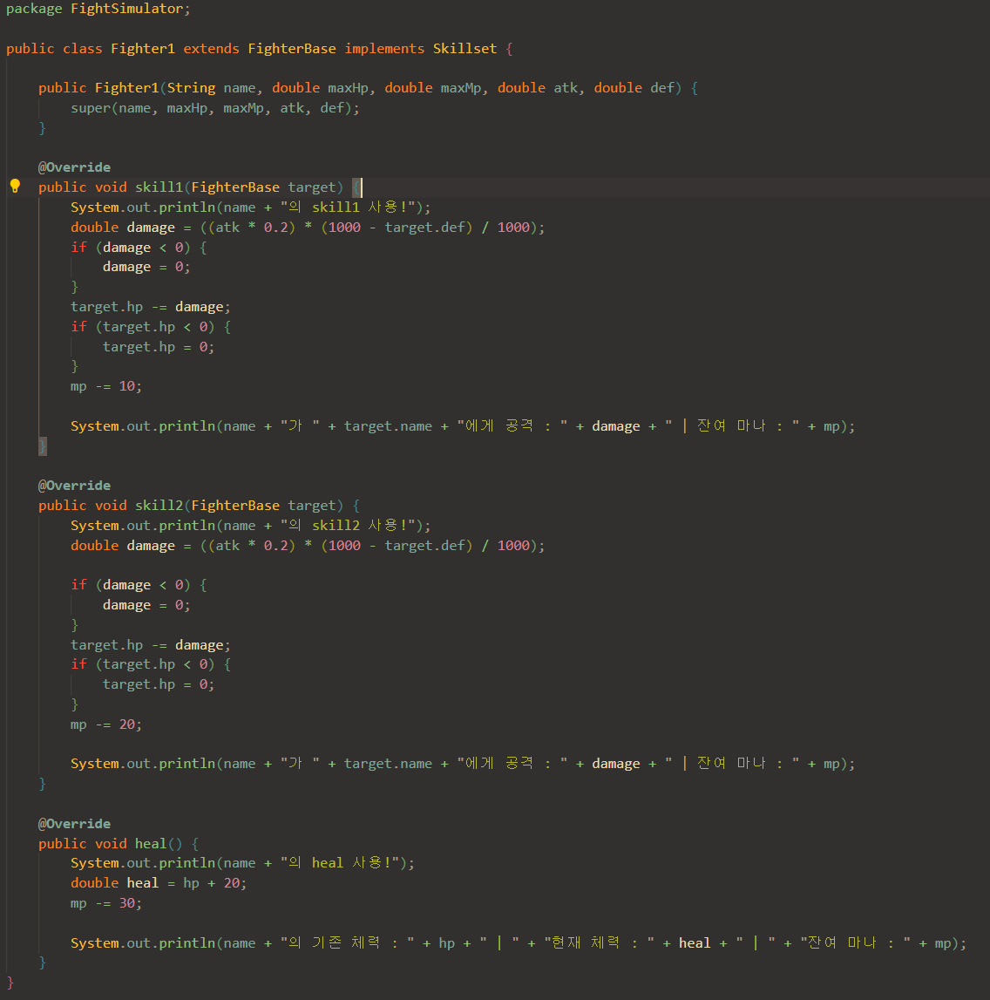 package FightSimulator;
public class Fighter1 extends FighterBase implements Skillset {
public Fighter1(String name, double maxHp, double maxMp, double atk, double def) {
super(name, maxHp, maxMp, atk, def);
}
@Override
public void skill1(FighterBase target) {
System.out.println(name + "의 skill1 사용!");
double damage = ((atk * 0.2) * (1000 - target.def) / 1000);
if (damage < 0) {
damage = 0;
}
target.hp -= damage;
if (target.hp < 0) {
target.hp = 0;
}
mp -= 10;
System.out.println(name + "가 " + target.name + "에게 공격 : " + damage + " | 잔여 마나 : " + mp);
}
@Override
public void skill2(FighterBase target) {
System.out.println(name + "의 skill2 사용!");
double damage = ((atk * 0.2) * (1000 - target.def) / 1000);
if (damage < 0) {
damage = 0;
}
target.hp -= damage;
if (target.hp < 0) {
target.hp = 0;
}
mp -= 20;
System.out.println(name + "가 " + target.name + "에게 공격 : " + damage + " | 잔여 마나 : " + mp);
}
@Override
public void heal() {
System.out.println(name + "의 heal 사용!");
double heal = hp + 20;
mp -= 30;
System.out.println(name + "의 기존 체력 : " + hp + " | " + "현재 체력 : " + heal + " | " + "잔여 마나 : " + mp);
}
}